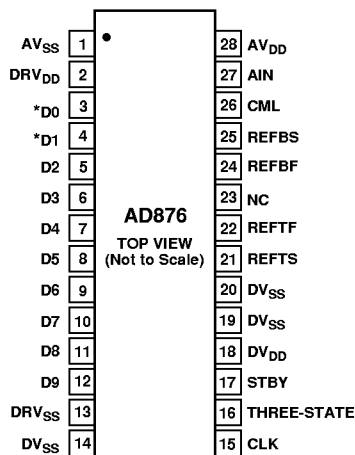 AVSS 1 28 AVDD
DRVDD 2 27 AIN
*D0 3 26 CML
*D1 4 25 REFBS
D2 5 24 REFBF
D3 6 23 NC
D4 7 AD876 22 REFTF
D5 8 TOP VIEW (Not to Scale) 21 REFTS
D6 9 20 DVSS
D7 10 19 DVSS
D8 11 18 DVDD
D9 12 17 STBY
DRVSS 13 16 THREE-STATE
DVSS 14 15 CLK